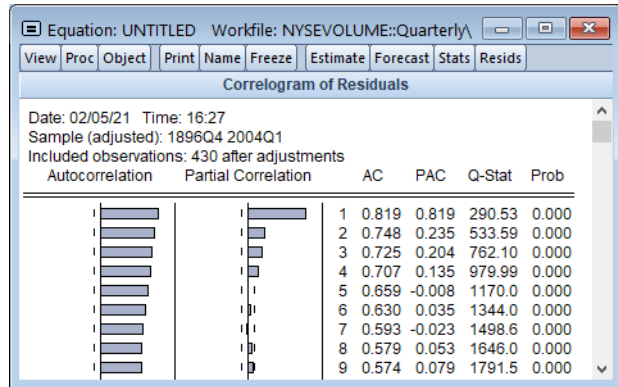 Equation: UNTITLED Workfile: NYSEVOLUME::Quarterly\
View Proc Object Print Name Freeze Estimate Forecast Stats Resids
Correlogram of Residuals
Date: 02/05/21 Time: 16:27
Sample (adjusted): 1896Q4 2004Q1
Included observations: 430 after adjustments
Autocorrelation Partial Correlation AC PAC Q-Stat Prob
1 0.819 0.819 290.53 0.000
2 0.748 0.235 533.59 0.000
3 0.725 0.204 762.10 0.000
4 0.707 0.135 979.99 0.000
5 0.659 -0.008 1170.0 0.000
6 0.630 0.035 1344.0 0.000
7 0.593 -0.023 1498.6 0.000
8 0.579 0.053 1646.0 0.000
9 0.574 0.079 1791.5 0.000